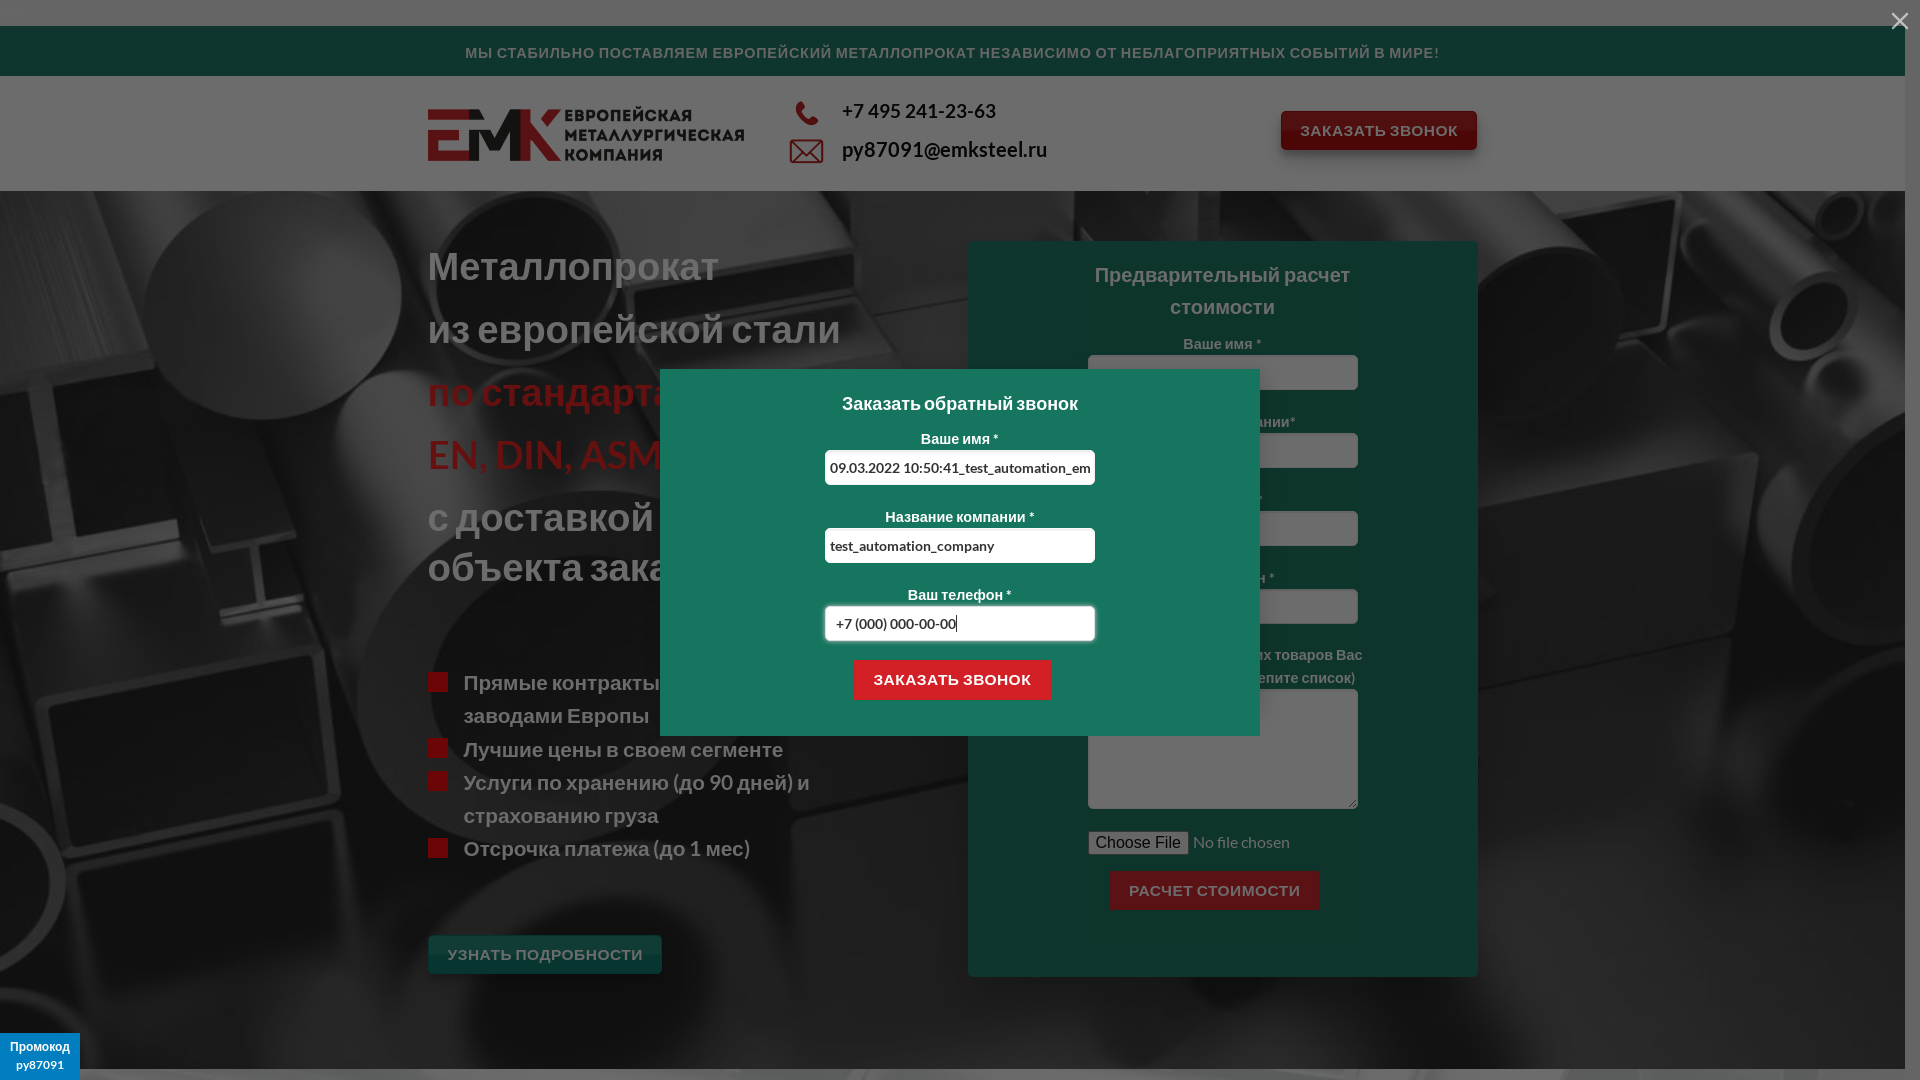 МЫ СТАБИЛЬНО ПОСТАВЛЯЕМ ЕВРОПЕЙСКИЙ МЕТАЛЛОПРОКАТ НЕЗАВИСИМО ОТ НЕБЛАГОПРИЯТНЫХ СОБЫТИЙ В МИРЕ!
ЕМК ЕВРОПЕЙСКАЯ
МЕТАЛЛУРГИЧЕСКАЯ
КОМПАНИЯ
+7 495 241-23-63
py87091@emksteel.ru
ЗАКАЗАТЬ ЗВОНОК
Металлопрокат
из европейской стали
по стандарта
EN, DIN, ASM
с доставкой
объекта зака
Прямые контракты
заводами Европы
Лучшие цены в своем сегменте
Услуги по хранению (до 90 дней) и
страхованию груза
Отсрочка платежа (до 1 мес)
УЗНАТЬ ПОДРОБНОСТИ
Предварительный расчет
стоимости
Ваше имя *
ании*
*
н *
их товаров Вас
епите список)
Choose File No file chosen
РАСЧЕТ СТОИМОСТИ
Заказать обратный звонок
Ваше имя *
09.03.2022 10:50:41_test_automation_em
Название компании *
test_automation_company
Ваш телефон *
+7 (000) 000-00-00
ЗАКАЗАТЬ ЗВОНОК
Промокод
py87091